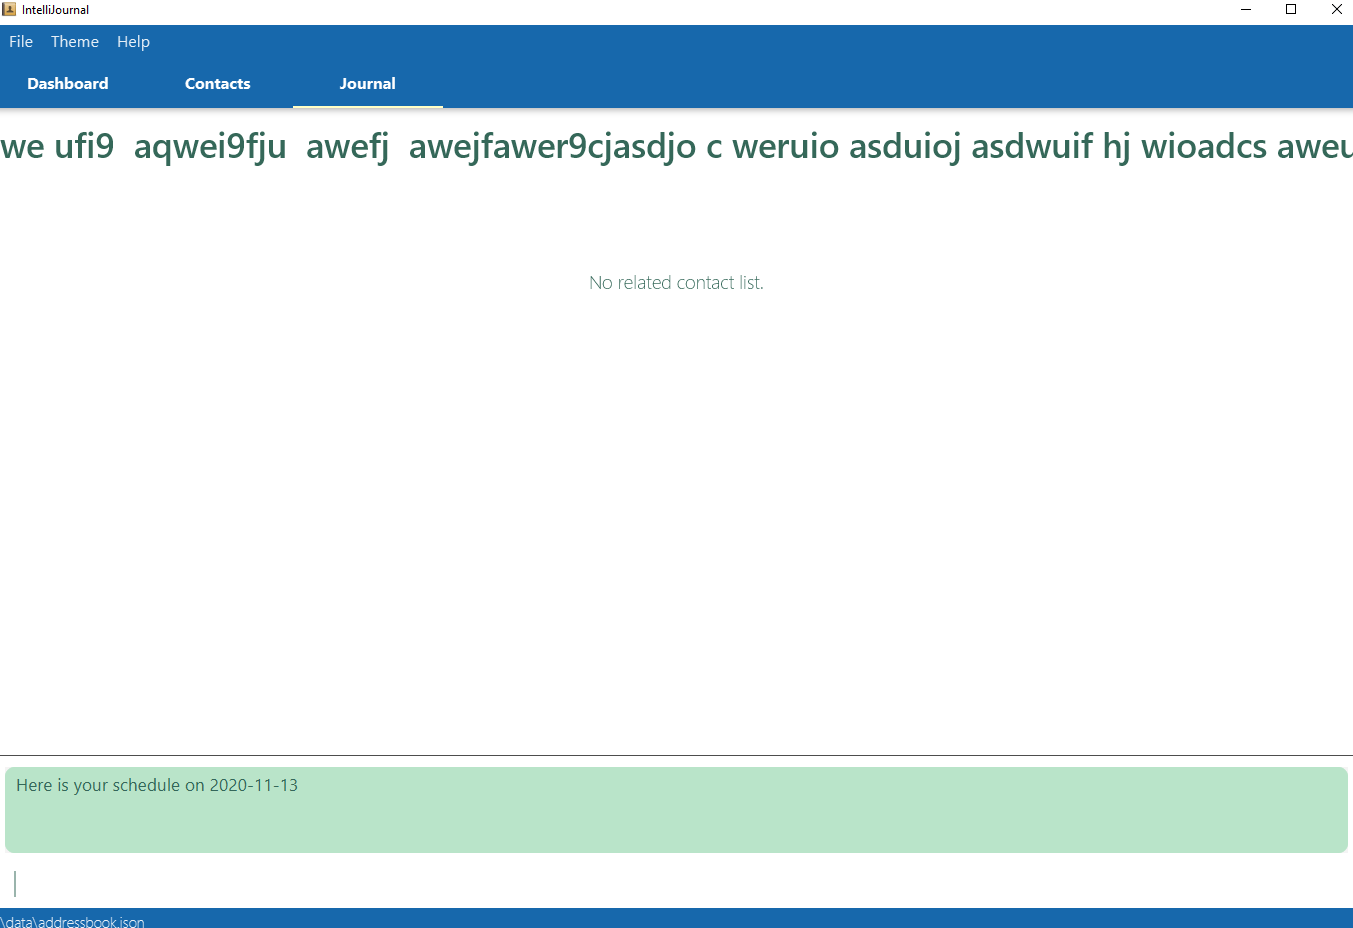 IntelliJournal
File Theme Help
Dashboard Contacts Journal
we ufi9  aqwei9fju  awefj  awejfawer9cjasdjo c weruio asduioj asdwuif hj wioadcs aweu
No related contact list.
Here is your schedule on 2020-11-13
\data\addressbook.json